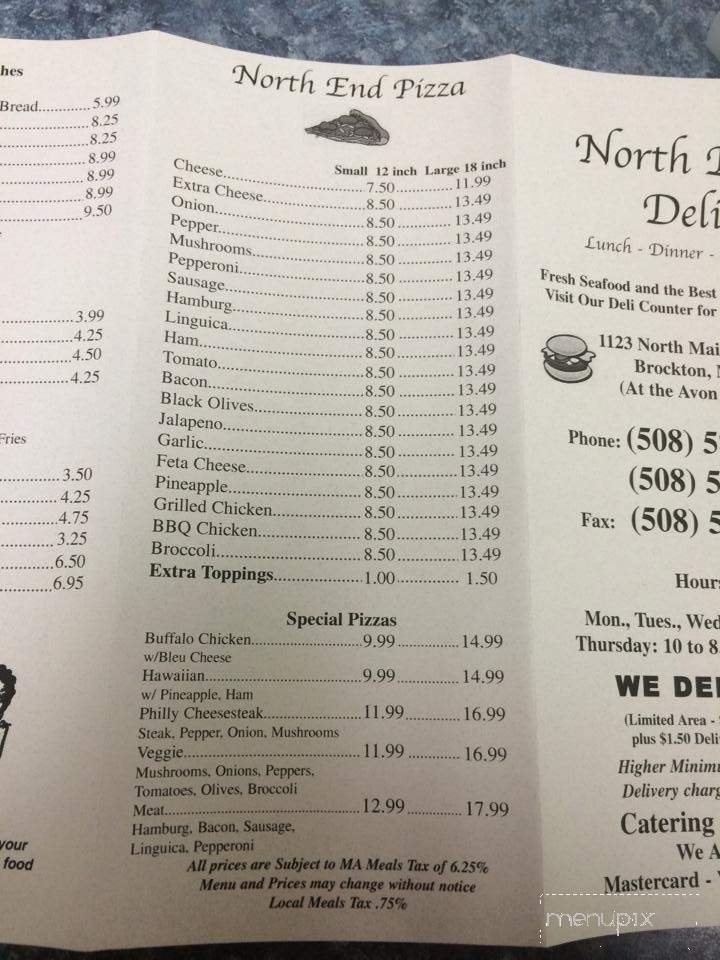 hes
Bread............5.99
8.25
8.25
8.99
8.99
8.99
9.50
3.99
4.25
4.50
4.25
Fries
3.50
4.25
4.75
3.25
6.50
6.95
your
food
North End Pizza
Small 12 inch Large 18 inch
Cheese............7.50............11.99
Extra Cheese............8.50............13.49
Onion............8.50............13.49
Pepper............8.50............13.49
Mushrooms............8.50............13.49
Pepperoni............8.50............13.49
Sausage............8.50............13.49
Hamburg............8.50............13.49
Linguica............8.50............13.49
Ham............8.50............13.49
Tomato............8.50............13.49
Bacon............8.50............13.49
Black Olives............8.50............13.49
Jalapeno............8.50............13.49
Garlic............8.50............13.49
Feta Cheese............8.50............13.49
Pineapple............8.50............13.49
Grilled Chicken............8.50............13.49
BBQ Chicken............8.50............13.49
Broccoli............8.50............13.49
Extra Toppings............1.00............1.50
Special Pizzas
Buffalo Chicken............9.99............14.99
w/Bleu Cheese
Hawaiian............9.99............14.99
w/ Pineapple, Ham
Philly Cheesesteak............11.99............16.99
Steak, Pepper, Onion, Mushrooms
Veggie............11.99............16.99
Mushrooms, Onions, Peppers,
Tomatoes, Olives, Broccoli
Meat............12.99............17.99
Hamburg, Bacon, Sausage,
Linguica, Pepperoni
All prices are Subject to MA Meals Tax of 6.25%
Menu and Prices may change without notice
Local Meals Tax .75%
North
Deli
Lunch - Dinner -
Fresh Seafood and the Best
Visit Our Deli Counter for
1123 North Mai
Brockton,
(At the Avon
Phone: (508) 5
(508) 5
Fax: (508) 5
Hours
Mon., Tues., Wed
Thursday: 10 to 8
WE DE
(Limited Area -
plus $1.50 Deli
Higher Minimu
Delivery charg
Catering
We A
Mastercard -
menupix